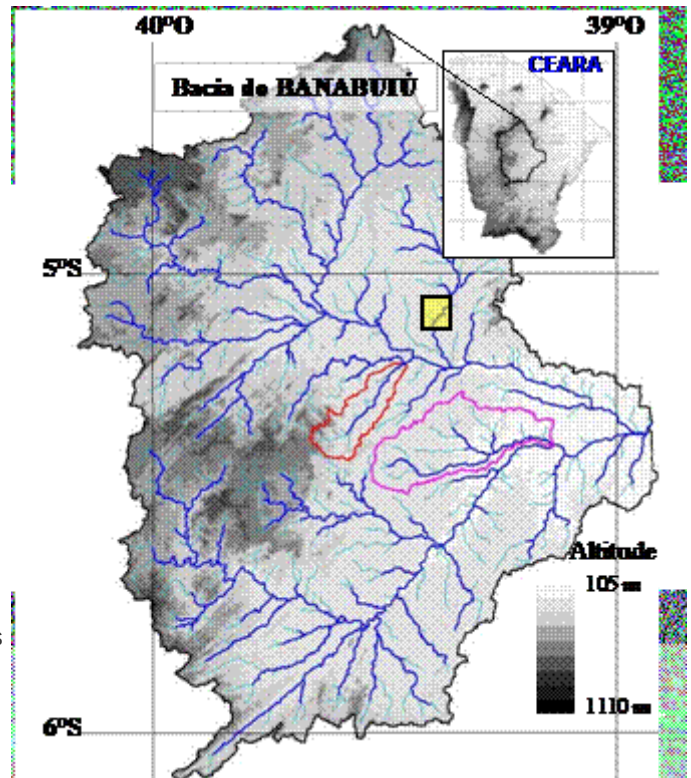 40ºO
39ºO
CEARA
Bacia do BANABUIÚ
5ºS
Altitude
105 m
1110 m
s
6ºS